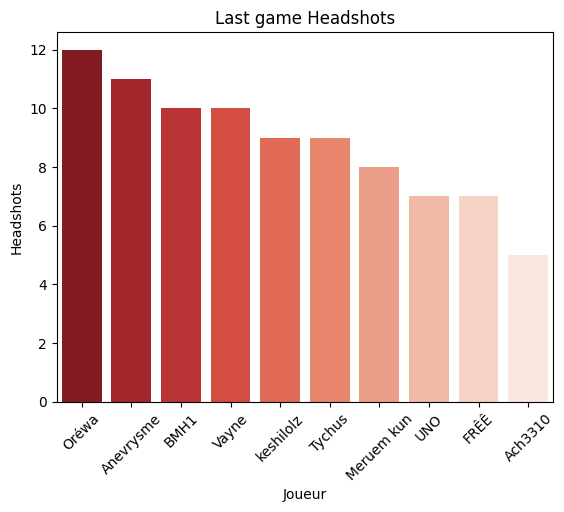 Last game Headshots
Headshots
12
10
8
6
4
2
0
Oréwa
Anevrysme
BMH1
Vayne
keshilolz
Tychus
Meruem kun
UNO
FRÊÊ
Ach3310
Joueur